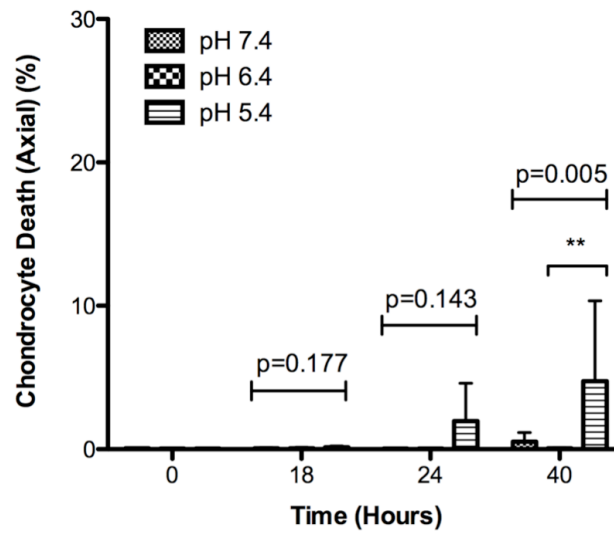 Chondrocyte Death (Axial) (%)
30
20
10
0
pH 7.4
pH 6.4
pH 5.4
p=0.177
p=0.143
p=0.005
**
0 18 24 40
Time (Hours)